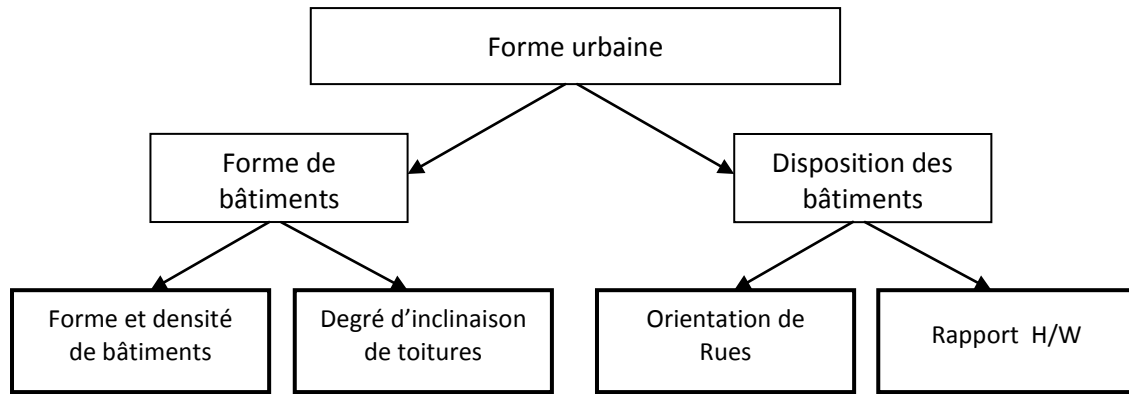 Forme urbaine
Forme de
bâtiments
Disposition des
bâtiments
Forme et densité
de bâtiments
Degré d’inclinaison
de toitures
Orientation de
Rues
Rapport H/W